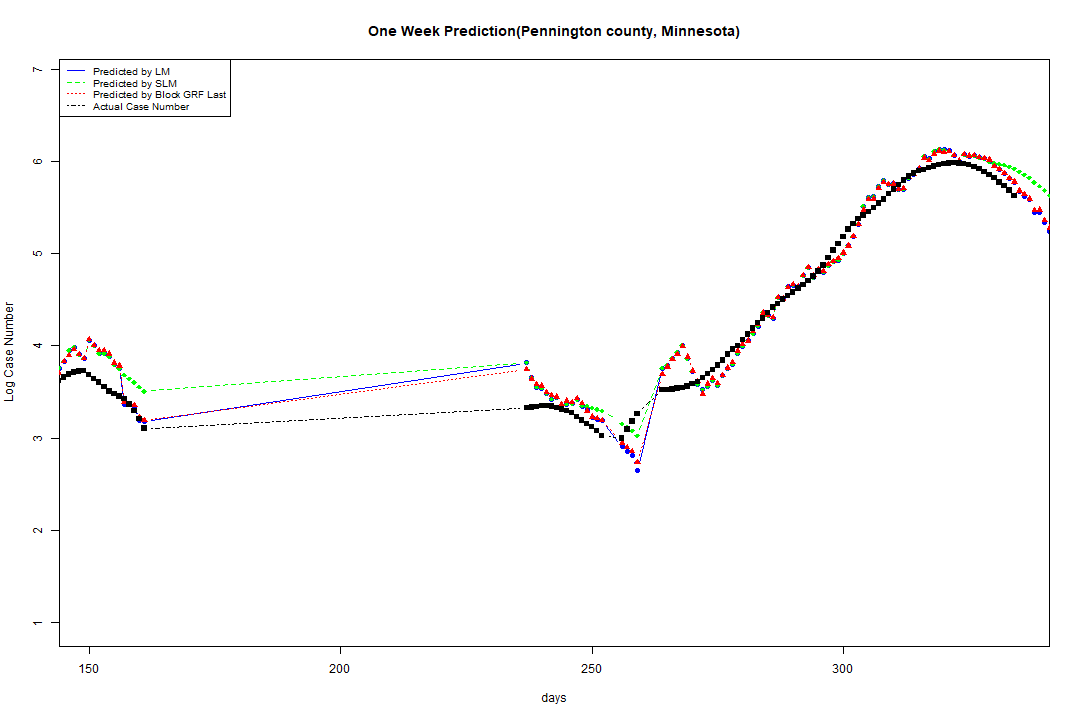 One Week Prediction(Pennington county, Minnesota)
Predicted by LM
Predicted by SLM
Predicted by Block GRF Last
Actual Case Number
7
6
5
4
3
2
1
Log Case Number
150 200 250 300
days